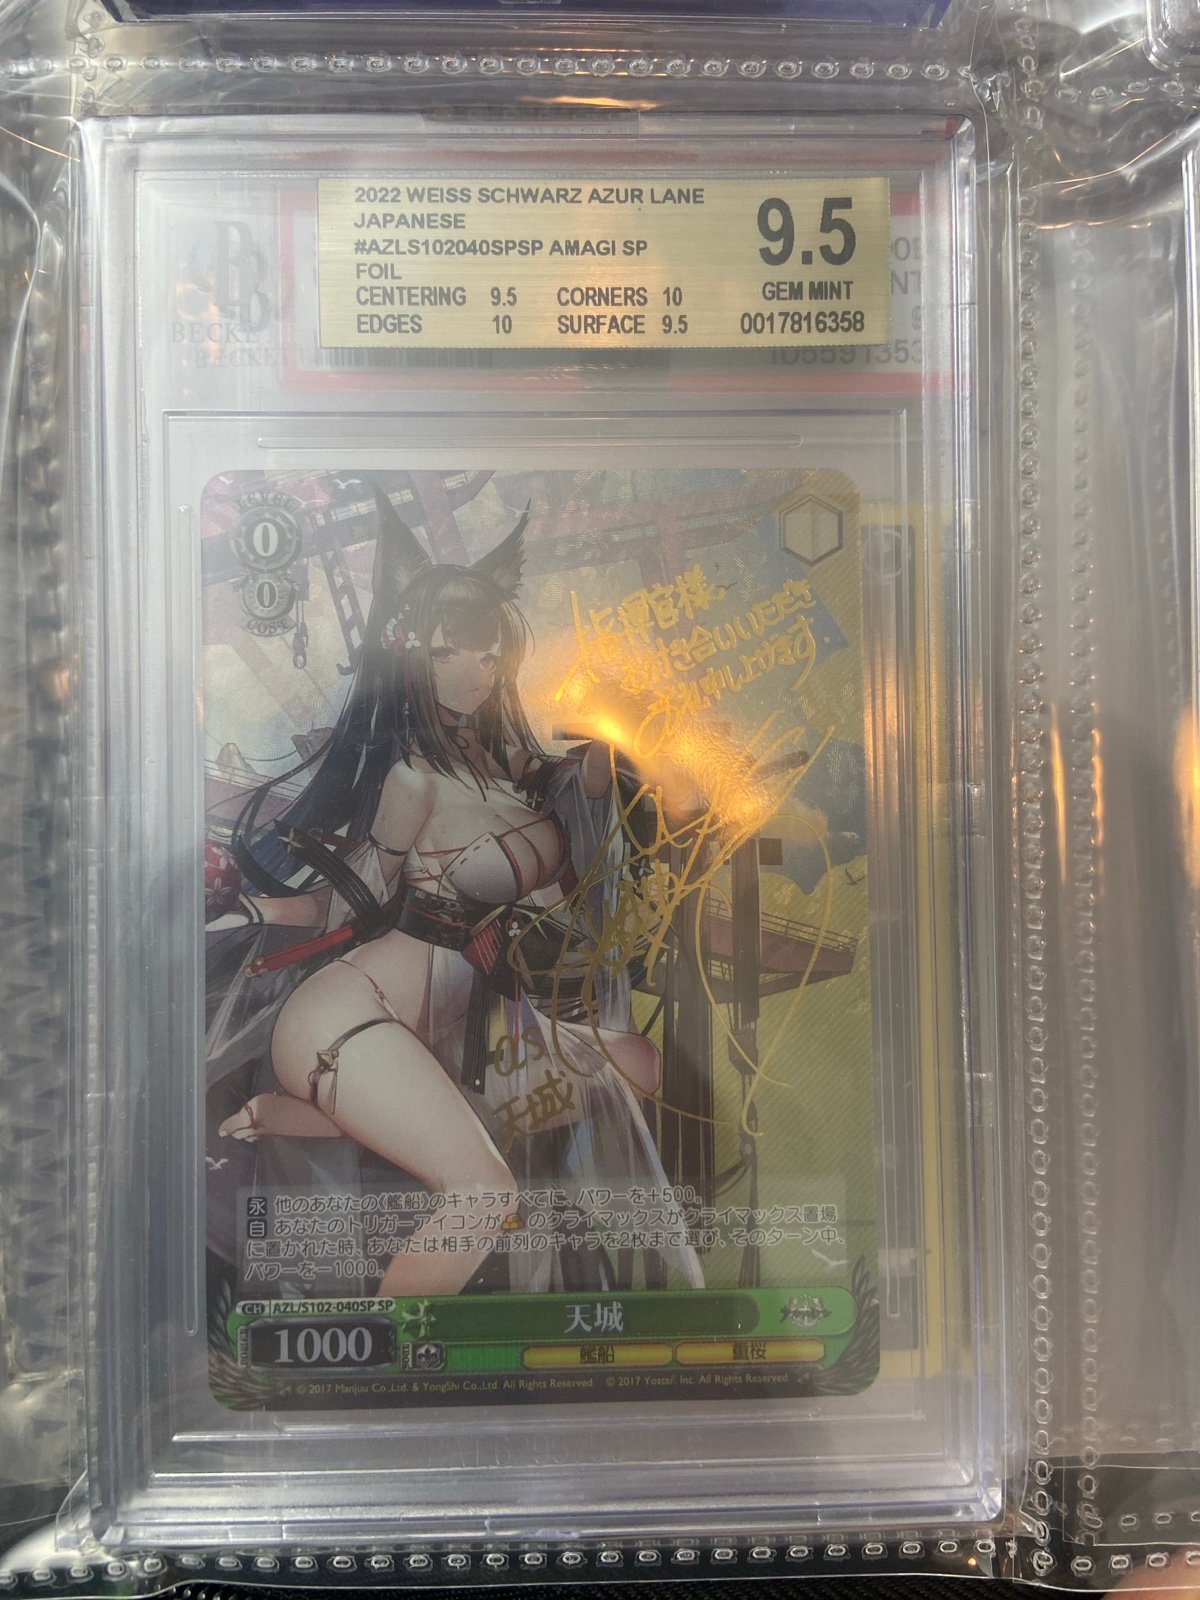 2022 WEISS SCHWARZ AZUR LANE
JAPANESE
#AZLS102040SPSP AMAGI SP
FOIL
CENTERING 9.5 CORNERS 10
EDGES 10 SURFACE 9.5
9.5
GEM MINT
0017816358
BECKETT
LEVEL
0
0
COST
指揮官様。
お付き合いいただき
お礼申し上げます。
天城
永 他のあなたの《艦船》のキャラすべてに、パワーを+500。
自 あなたのトリガーアイコンが のクライマックスがクライマックス置場
に置かれた時、あなたは相手の前列のキャラを2枚まで選び、そのターン中、
パワーを-1000。
CH AZL/S102-040SP SP
天城
1000
艦船 重桜
© 2017 Manjuu Co.,Ltd. & YongShi Co.,Ltd. All Rights Reserved. © 2017 Yostar, Inc. All Rights Reserved.